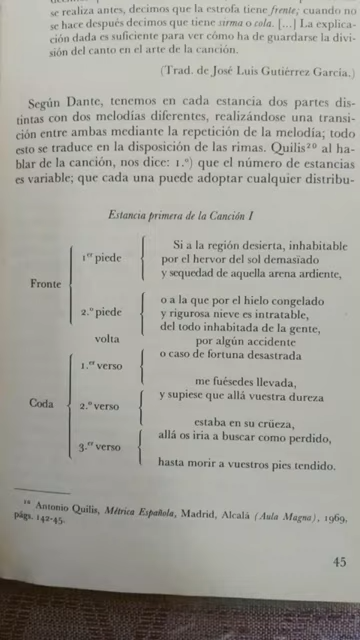 se realiza antes, decimos que la estrofa tiene frente; cuando no
se hace después decimos que tiene sirma o cola. [...] La explica-
ción dada es suficiente para ver cómo ha de guardarse la divi-
sión del canto en el arte de la canción.
(Trad. de José Luis Gutiérrez García.)
Según Dante, tenemos en cada estancia dos partes dis-
tintas con dos melodías diferentes, realizándose una transi-
ción entre ambas mediante la repetición de la melodía; todo
esto se traduce en la disposición de las rimas. Quilis²⁰ al ha-
blar de la canción, nos dice: 1.º) que el número de estancias
es variable; que cada una puede adoptar cualquier distribu-
Estancia primera de la Canción I
Fronte
1.er piede
Si a la región desierta, inhabitable
por el hervor del sol demasiado
y sequedad de aquella arena ardiente,
2.º piede
o a la que por el hielo congelado
y rigurosa nieve es intratable,
del todo inhabitada de la gente,
volta
por algún accidente
Coda
1.er verso
o caso de fortuna desastrada
me fuésedes llevada,
2.º verso
y supiese que allá vuestra dureza
estaba en su crüeza,
3.er verso
allá os iria a buscar como perdido,
hasta morir a vuestros pies tendido.
²⁰ Antonio Quilis, Métrica Española, Madrid, Alcalá (Aula Magna), 1969,
págs. 142-45.
45